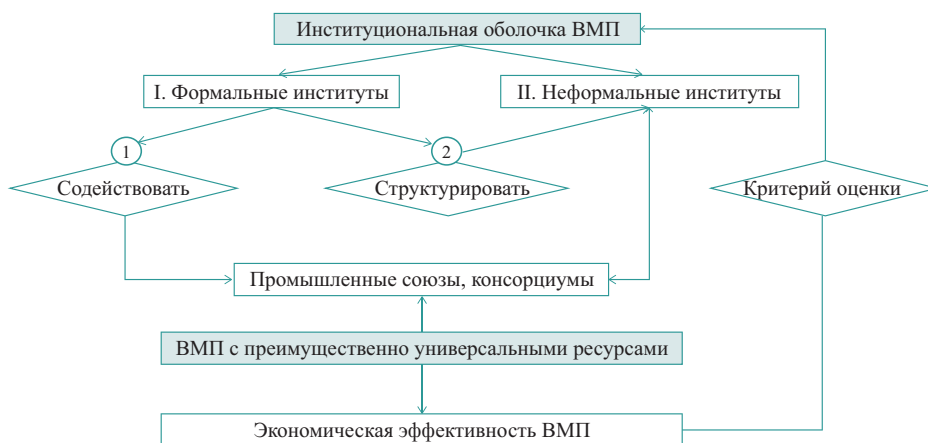 Институциональная оболочка ВМП
I. Формальные институты
II. Неформальные институты
1
2
Содействовать
Структурировать
Критерий оценки
Промышленные союзы, консорциумы
ВМП с преимущественно универсальными ресурсами
Экономическая эффективность ВМП